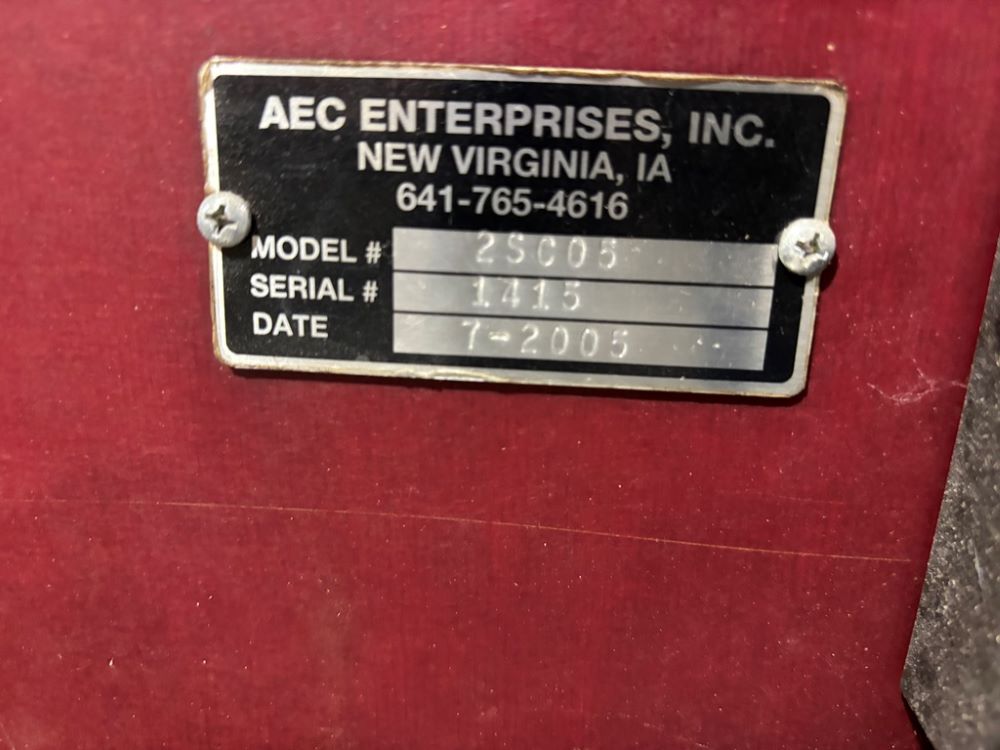 AEC ENTERPRISES, INC.
NEW VIRGINIA, IA
641-765-4616
MODEL # 2SC05
SERIAL # 1415
DATE 7-2005